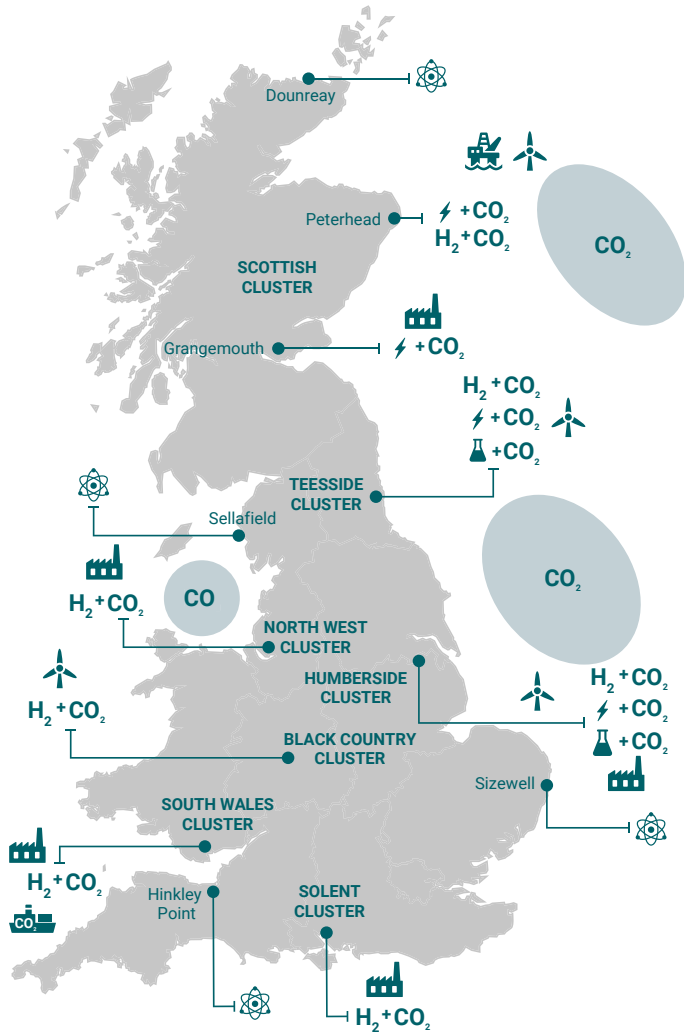 Dounreay
Peterhead
+CO₂
H₂+CO₂
CO₂
SCOTTISH
CLUSTER
Grangemouth
+CO₂
H₂+CO₂
+CO₂
+CO₂
TEESSIDE
CLUSTER
Sellafield
CO₂
H₂+CO₂
CO
NORTH WEST
CLUSTER
HUMBERSIDE
CLUSTER
H₂+CO₂
+CO₂
+CO₂
H₂+CO₂
BLACK COUNTRY
CLUSTER
Sizewell
SOUTH WALES
CLUSTER
H₂+CO₂
CO₂
Hinkley
Point
SOLENT
CLUSTER
H₂+CO₂